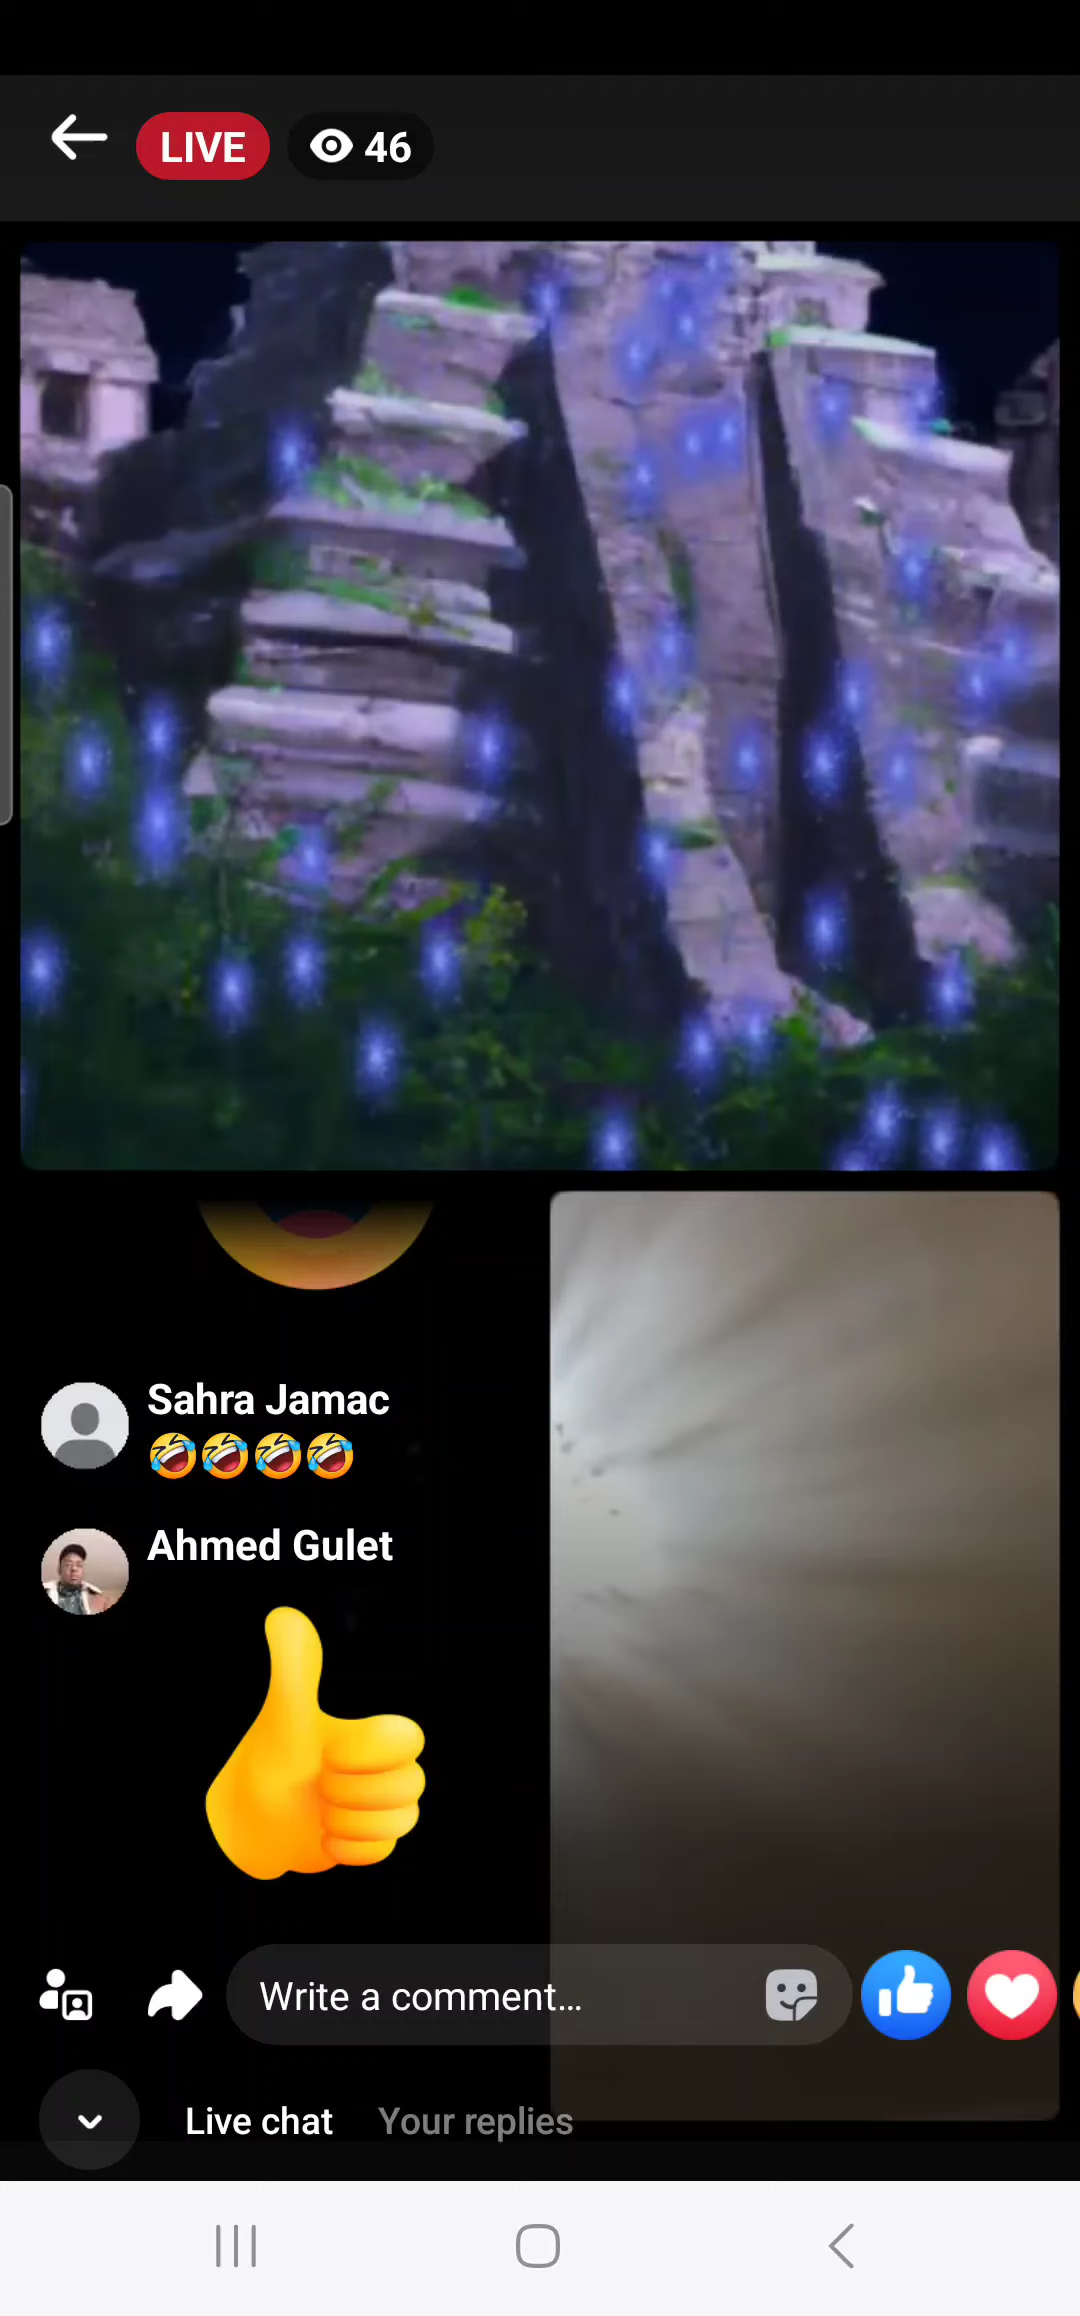 LIVE
46
Sahra Jamac
🤣🤣🤣🤣
Ahmed Gulet
Write a comment...
Live chat
Your replies